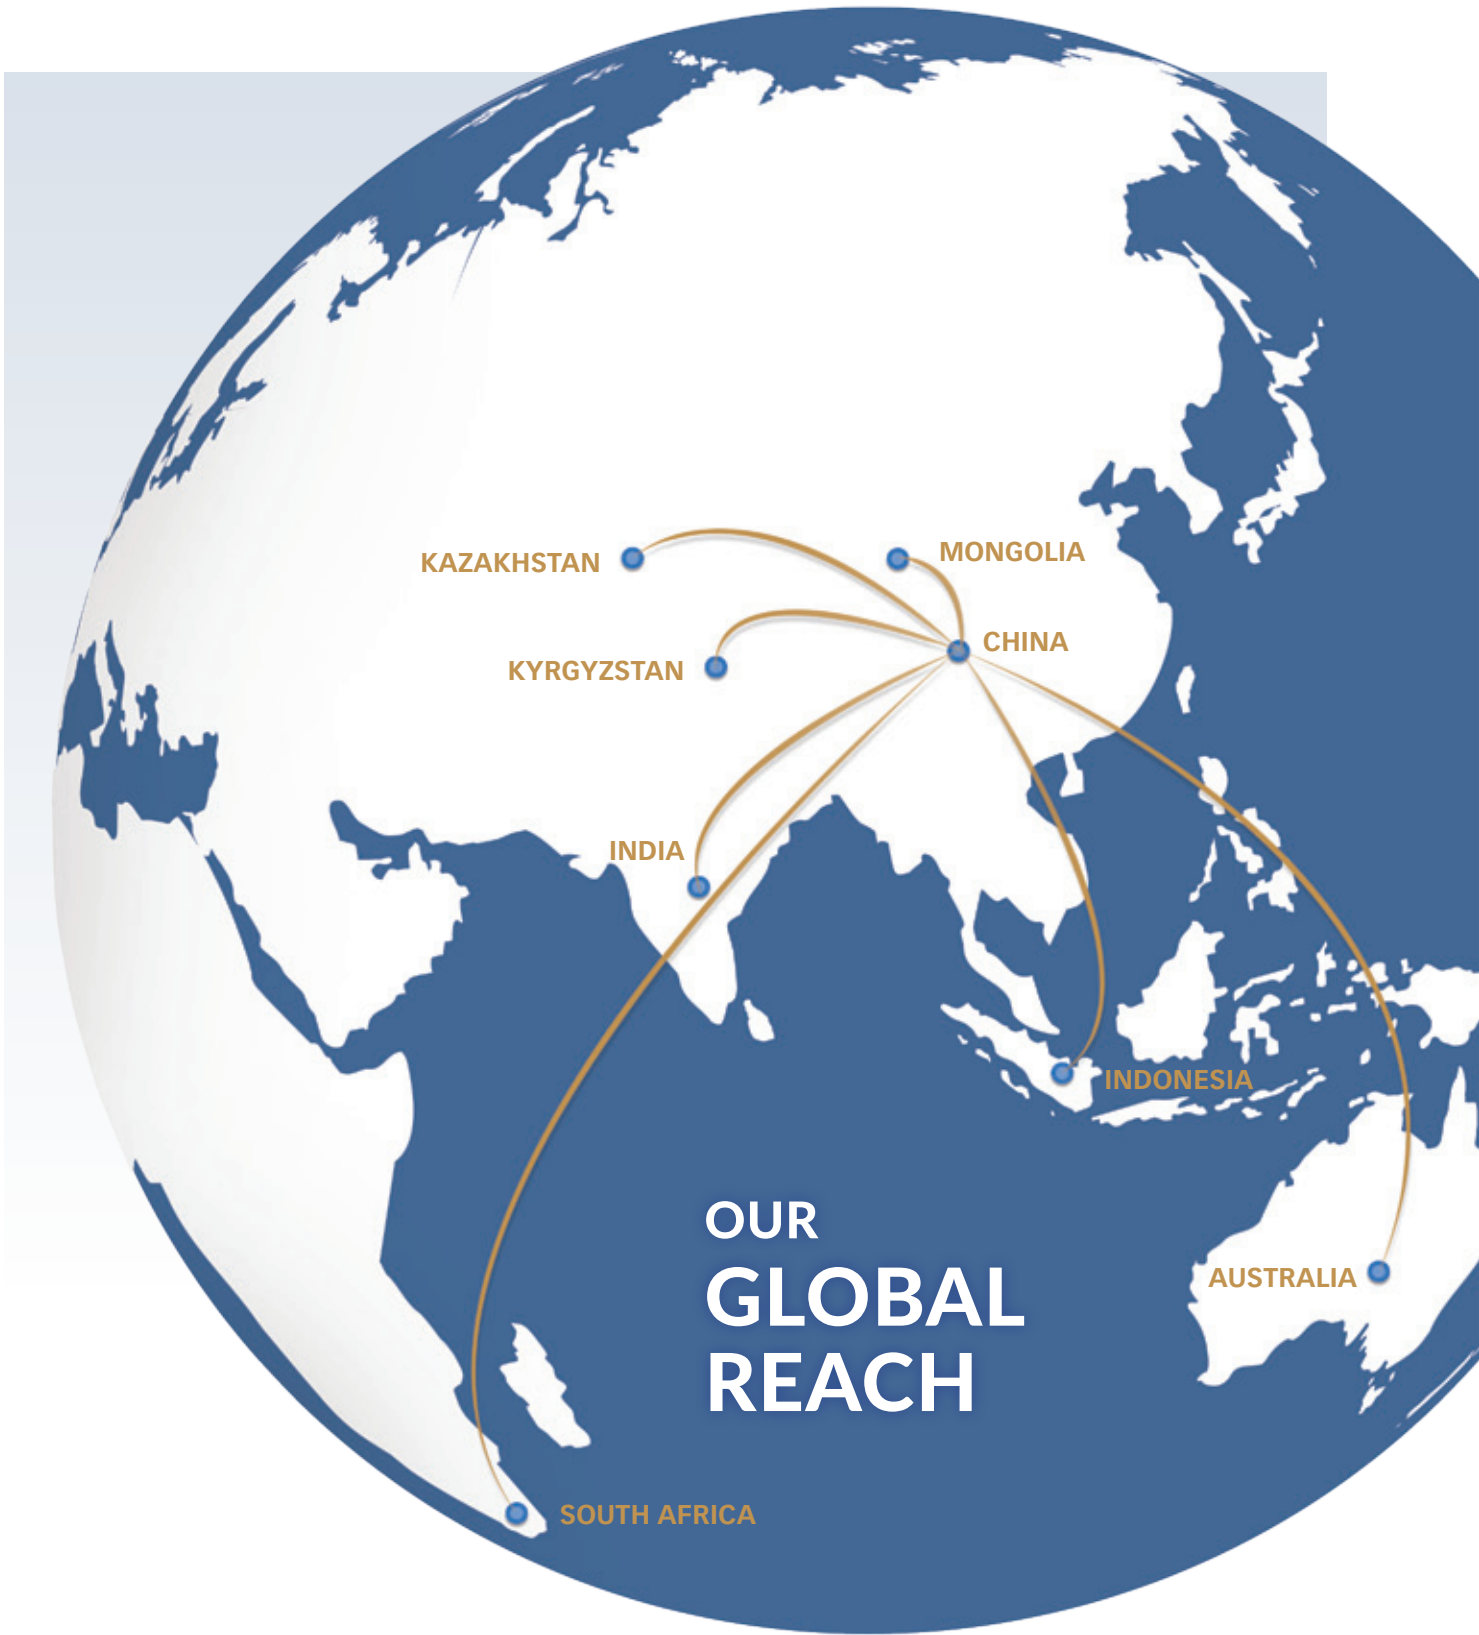 KAZAKHSTAN
MONGOLIA
CHINA
KYRGYZSTAN
INDIA
INDONESIA
OUR
GLOBAL
REACH
AUSTRALIA
SOUTH AFRICA